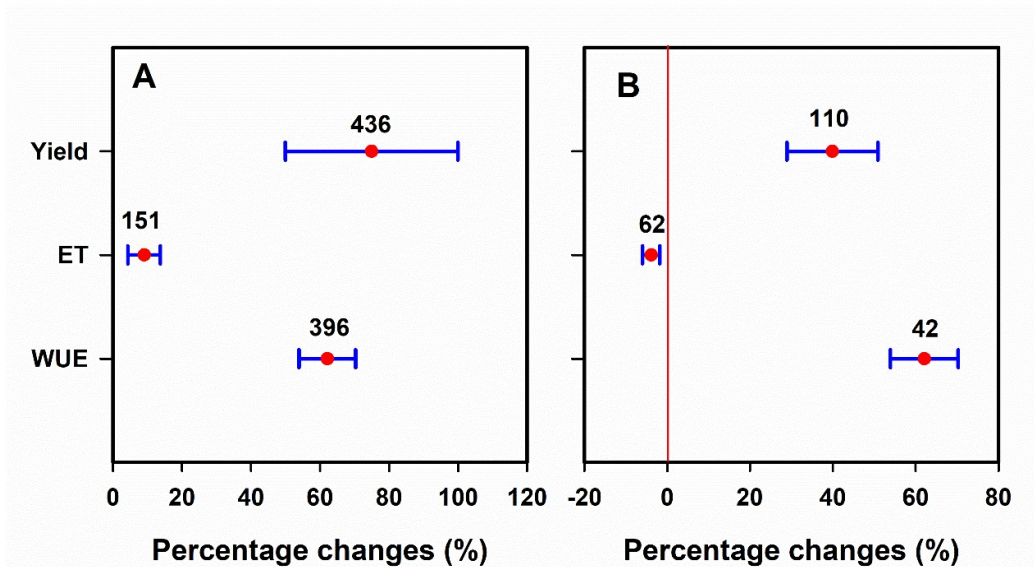 A
B
Yield
436
110
ET
151
62
WUE
396
42
0 20 40 60 80 100 120
-20 0 20 40 60 80
Percentage changes (%)
Percentage changes (%)